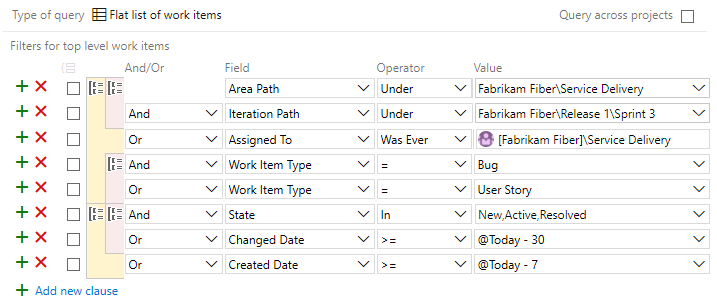 Type of query Flat list of work items Query across projects
Filters for top level work items
And/Or Field Operator Value
Area Path Under Fabrikam Fiber\Service Delivery
And Iteration Path Under Fabrikam Fiber\Release 1\Sprint 3
Or Assigned To Was Ever [Fabrikam Fiber]\Service Delivery
And Work Item Type = Bug
Or Work Item Type = User Story
And State In New,Active,Resolved
Or Changed Date >= @Today - 30
Or Created Date >= @Today - 7
Add new clause